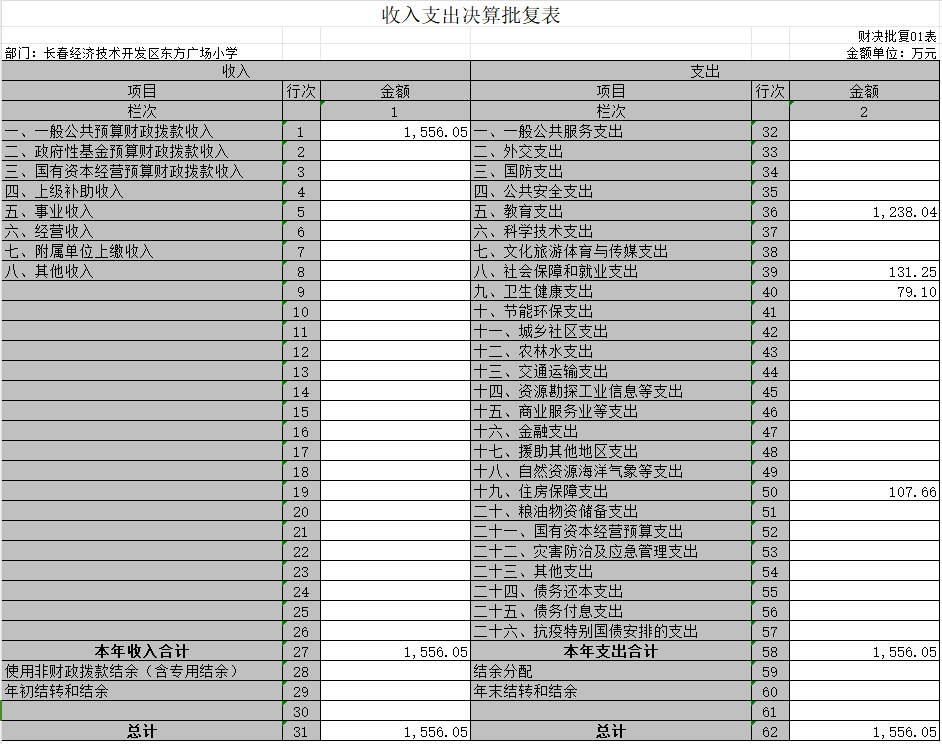 收入支出决算批复表
财决批复01表
部门：长春经济技术开发区东方广场小学 金额单位：万元
收入 支出
项目 行次 金额 项目 行次 金额
栏次 1 栏次 2
一、一般公共预算财政拨款收入 1 1,556.05 一、一般公共服务支出 32
二、政府性基金预算财政拨款收入 2 二、外交支出 33
三、国有资本经营预算财政拨款收入 3 三、国防支出 34
四、上级补助收入 4 四、公共安全支出 35
五、事业收入 5 五、教育支出 36 1,238.04
六、经营收入 6 六、科学技术支出 37
七、附属单位上缴收入 7 七、文化旅游体育与传媒支出 38
八、其他收入 8 八、社会保障和就业支出 39 131.25
9 九、卫生健康支出 40 79.10
10 十、节能环保支出 41
11 十一、城乡社区支出 42
12 十二、农林水支出 43
13 十三、交通运输支出 44
14 十四、资源勘探工业信息等支出 45
15 十五、商业服务业等支出 46
16 十六、金融支出 47
17 十七、援助其他地区支出 48
18 十八、自然资源海洋气象等支出 49
19 十九、住房保障支出 50 107.66
20 二十、粮油物资储备支出 51
21 二十一、国有资本经营预算支出 52
22 二十二、灾害防治及应急管理支出 53
23 二十三、其他支出 54
24 二十四、债务还本支出 55
25 二十五、债务付息支出 56
26 二十六、抗疫特别国债安排的支出 57
本年收入合计 27 1,556.05 本年支出合计 58 1,556.05
使用非财政拨款结余（含专用结余） 28 结余分配 59
年初结转和结余 29 年末结转和结余 60
30 61
总计 31 1,556.05 总计 62 1,556.05